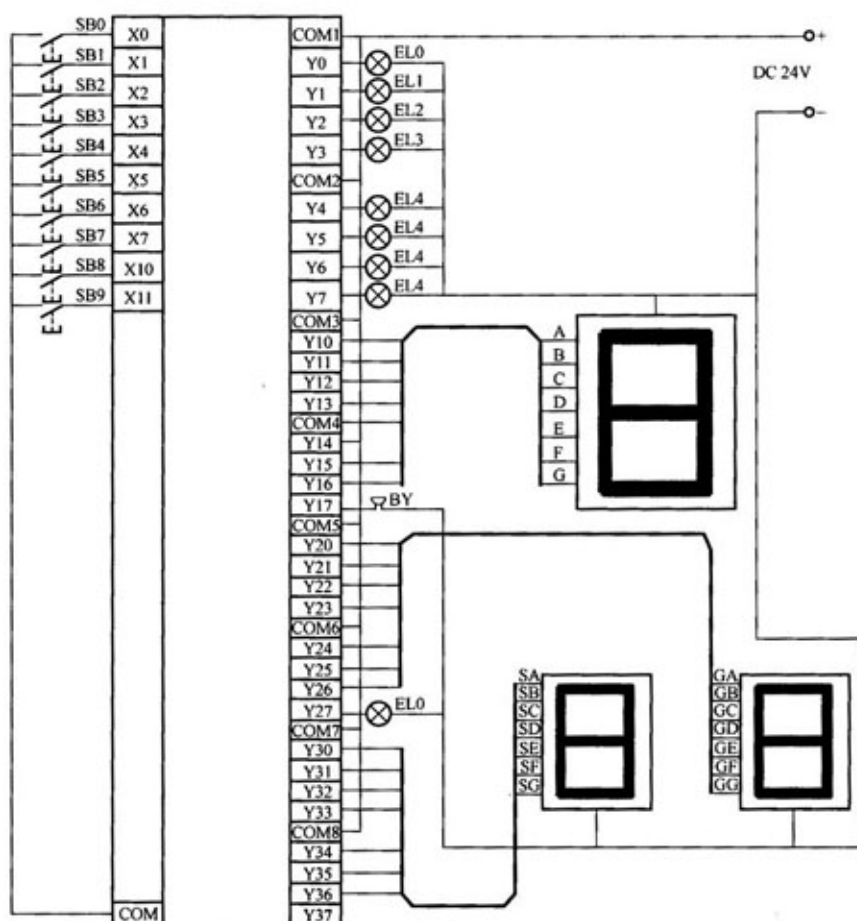 SB0 X0
SB1 X1
SB2 X2
SB3 X3
SB4 X4
SB5 X5
SB6 X6
SB7 X7
SB8 X10
SB9 X11
COM
COM1
Y0 EL0
Y1 EL1
Y2 EL2
Y3 EL3
COM2
Y4 EL4
Y5 EL4
Y6 EL4
Y7 EL4
COM3
Y10
Y11
Y12
Y13
COM4
Y14
Y15
Y16
Y17 BY
COM5
Y20
Y21
Y22
Y23
COM6
Y24
Y25
Y26
Y27 EL0
COM7
Y30
Y31
Y32
Y33
COM8
Y34
Y35
Y36
Y37
+
DC 24V
−
A
B
C
D
E
F
G
SA
SB
SC
SD
SE
SF
SG
GA
GB
GC
GD
GE
GF
GG